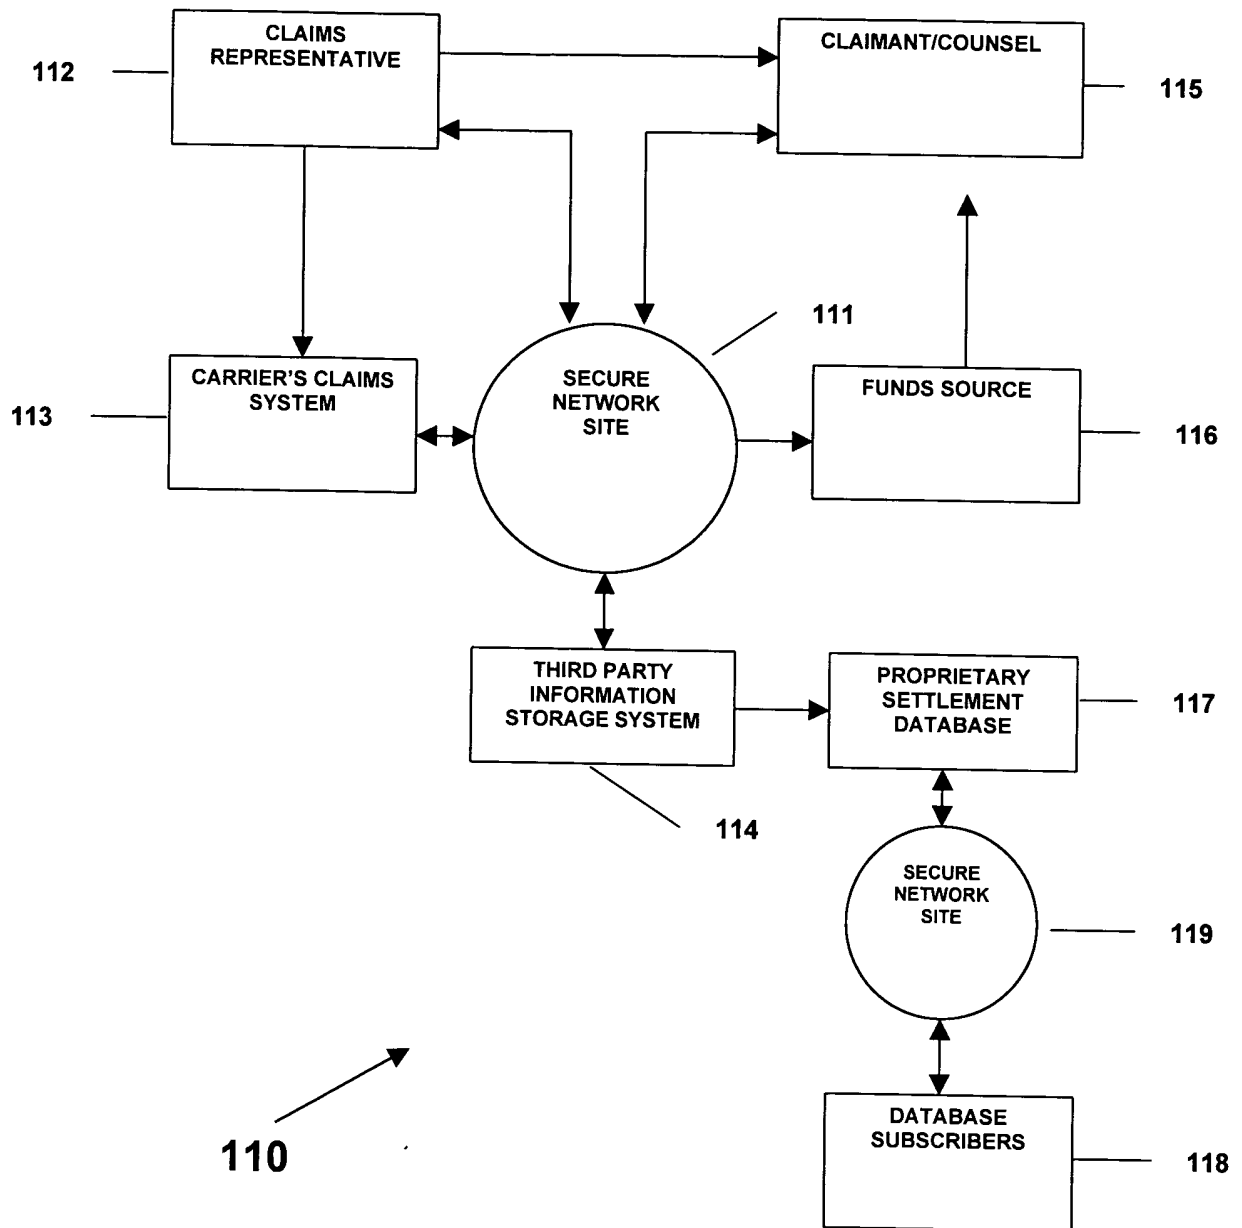 CLAIMS
REPRESENTATIVE
CLAIMANT/COUNSEL
112
115
111
CARRIER'S CLAIMS
SYSTEM
SECURE
NETWORK
SITE
FUNDS SOURCE
113
116
THIRD PARTY
INFORMATION
STORAGE SYSTEM
PROPRIETARY
SETTLEMENT
DATABASE
117
114
SECURE
NETWORK
SITE
119
110
DATABASE
SUBSCRIBERS
118